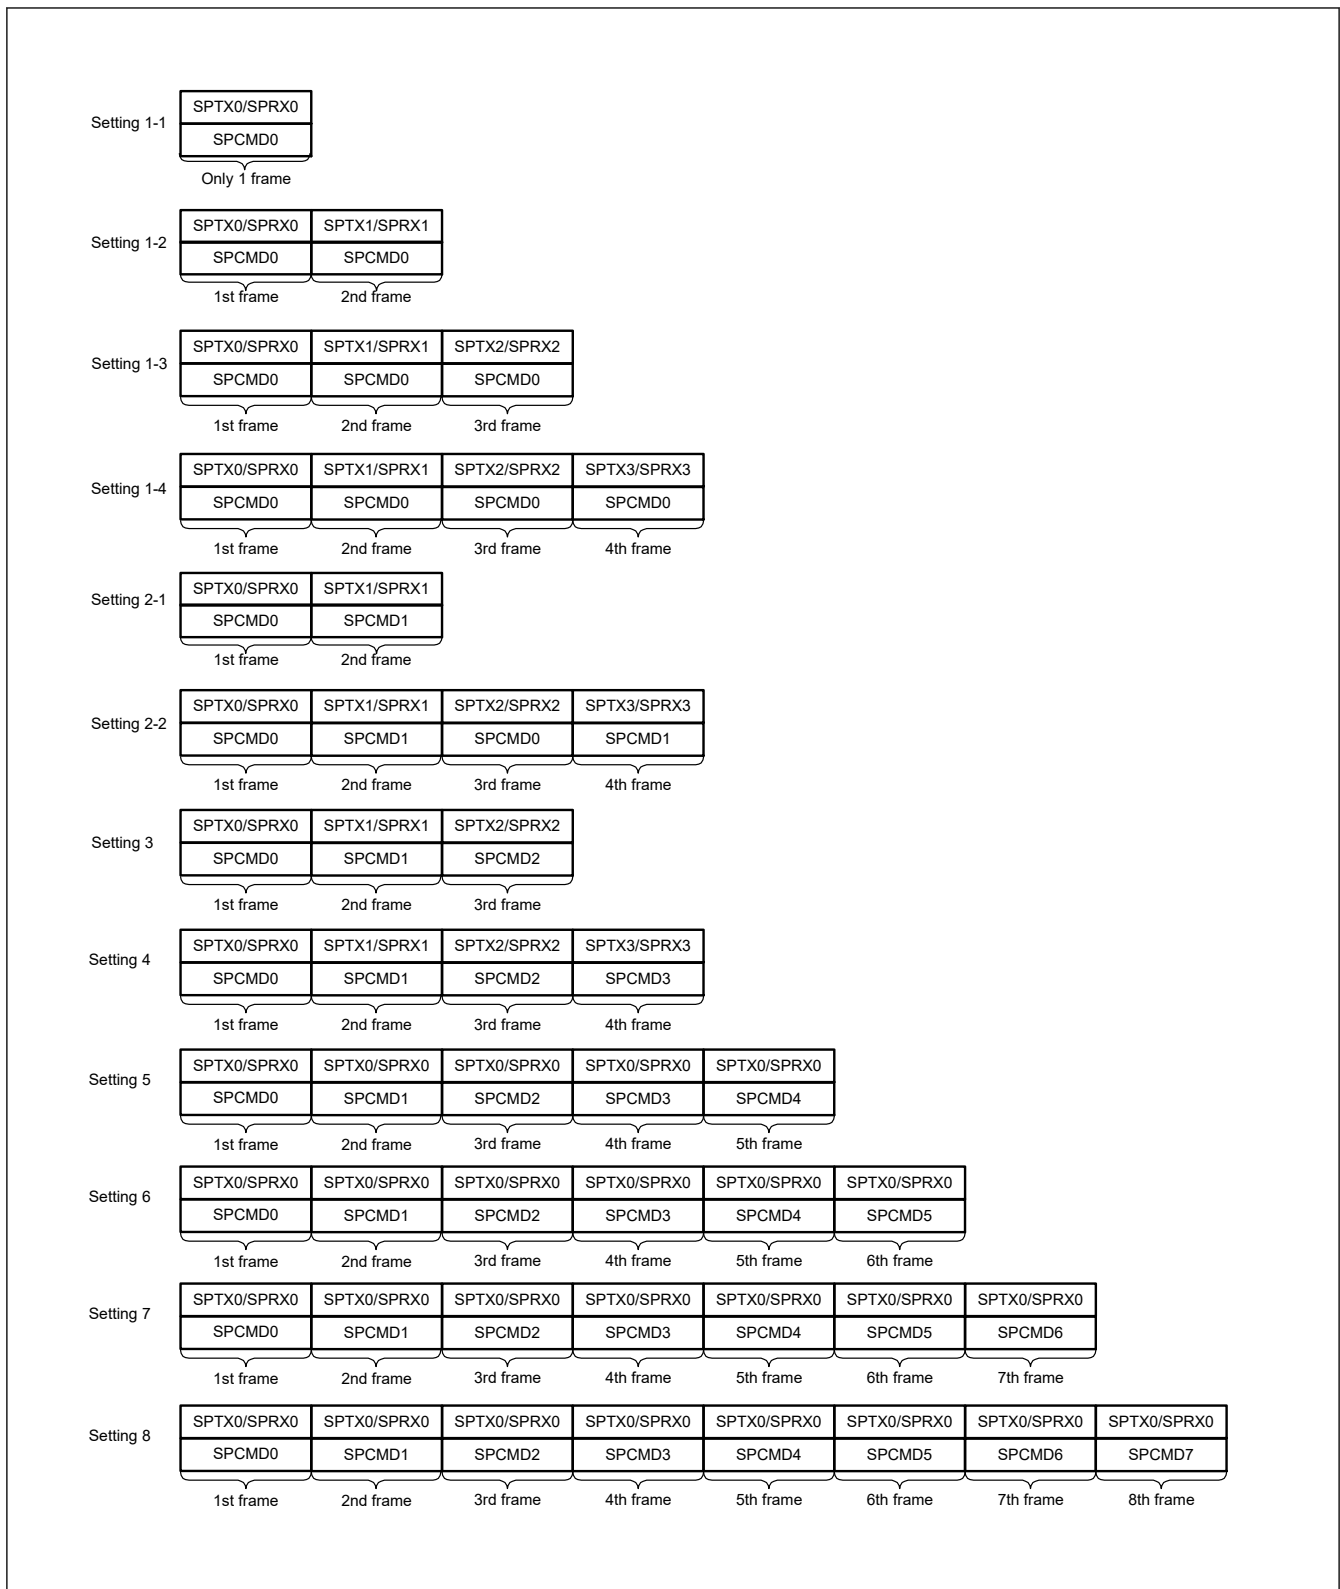 SPTX0/SPRX0
Setting 1-1
SPCMD0
Only 1 frame
SPTX0/SPRX0 SPTX1/SPRX1
Setting 1-2
SPCMD0 SPCMD0
1st frame 2nd frame
SPTX0/SPRX0 SPTX1/SPRX1 SPTX2/SPRX2
Setting 1-3
SPCMD0 SPCMD0 SPCMD0
1st frame 2nd frame 3rd frame
SPTX0/SPRX0 SPTX1/SPRX1 SPTX2/SPRX2 SPTX3/SPRX3
Setting 1-4
SPCMD0 SPCMD0 SPCMD0 SPCMD0
1st frame 2nd frame 3rd frame 4th frame
SPTX0/SPRX0 SPTX1/SPRX1
Setting 2-1
SPCMD0 SPCMD1
1st frame 2nd frame
SPTX0/SPRX0 SPTX1/SPRX1 SPTX2/SPRX2 SPTX3/SPRX3
Setting 2-2
SPCMD0 SPCMD1 SPCMD0 SPCMD1
1st frame 2nd frame 3rd frame 4th frame
SPTX0/SPRX0 SPTX1/SPRX1 SPTX2/SPRX2
Setting 3
SPCMD0 SPCMD1 SPCMD2
1st frame 2nd frame 3rd frame
SPTX0/SPRX0 SPTX1/SPRX1 SPTX2/SPRX2 SPTX3/SPRX3
Setting 4
SPCMD0 SPCMD1 SPCMD2 SPCMD3
1st frame 2nd frame 3rd frame 4th frame
SPTX0/SPRX0 SPTX0/SPRX0 SPTX0/SPRX0 SPTX0/SPRX0 SPTX0/SPRX0
Setting 5
SPCMD0 SPCMD1 SPCMD2 SPCMD3 SPCMD4
1st frame 2nd frame 3rd frame 4th frame 5th frame
SPTX0/SPRX0 SPTX0/SPRX0 SPTX0/SPRX0 SPTX0/SPRX0 SPTX0/SPRX0 SPTX0/SPRX0
Setting 6
SPCMD0 SPCMD1 SPCMD2 SPCMD3 SPCMD4 SPCMD5
1st frame 2nd frame 3rd frame 4th frame 5th frame 6th frame
SPTX0/SPRX0 SPTX0/SPRX0 SPTX0/SPRX0 SPTX0/SPRX0 SPTX0/SPRX0 SPTX0/SPRX0 SPTX0/SPRX0
Setting 7
SPCMD0 SPCMD1 SPCMD2 SPCMD3 SPCMD4 SPCMD5 SPCMD6
1st frame 2nd frame 3rd frame 4th frame 5th frame 6th frame 7th frame
SPTX0/SPRX0 SPTX0/SPRX0 SPTX0/SPRX0 SPTX0/SPRX0 SPTX0/SPRX0 SPTX0/SPRX0 SPTX0/SPRX0 SPTX0/SPRX0
Setting 8
SPCMD0 SPCMD1 SPCMD2 SPCMD3 SPCMD4 SPCMD5 SPCMD6 SPCMD7
1st frame 2nd frame 3rd frame 4th frame 5th frame 6th frame 7th frame 8th frame